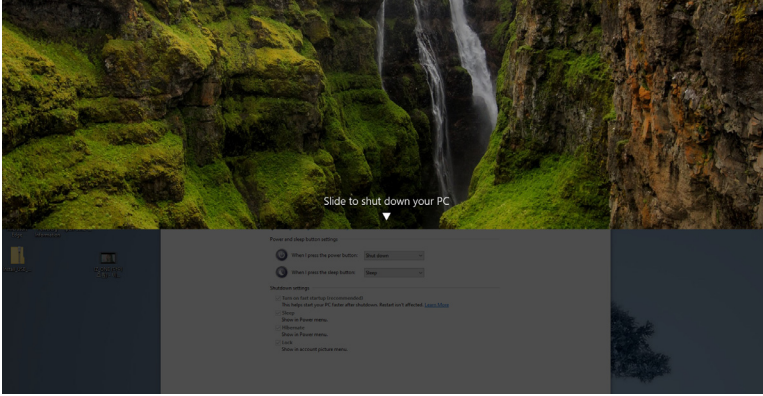 Slide to shut down your PC
Power and sleep button settings
When I press the power button: Shut down
When I press the sleep button: Sleep
Shutdown settings
Turn on fast startup (recommended)
This helps start your PC faster after shutdown. Restart isn't affected. Learn More
Sleep
Show in Power menu.
Hibernate
Show in Power menu.
Lock
Show in account picture menu.